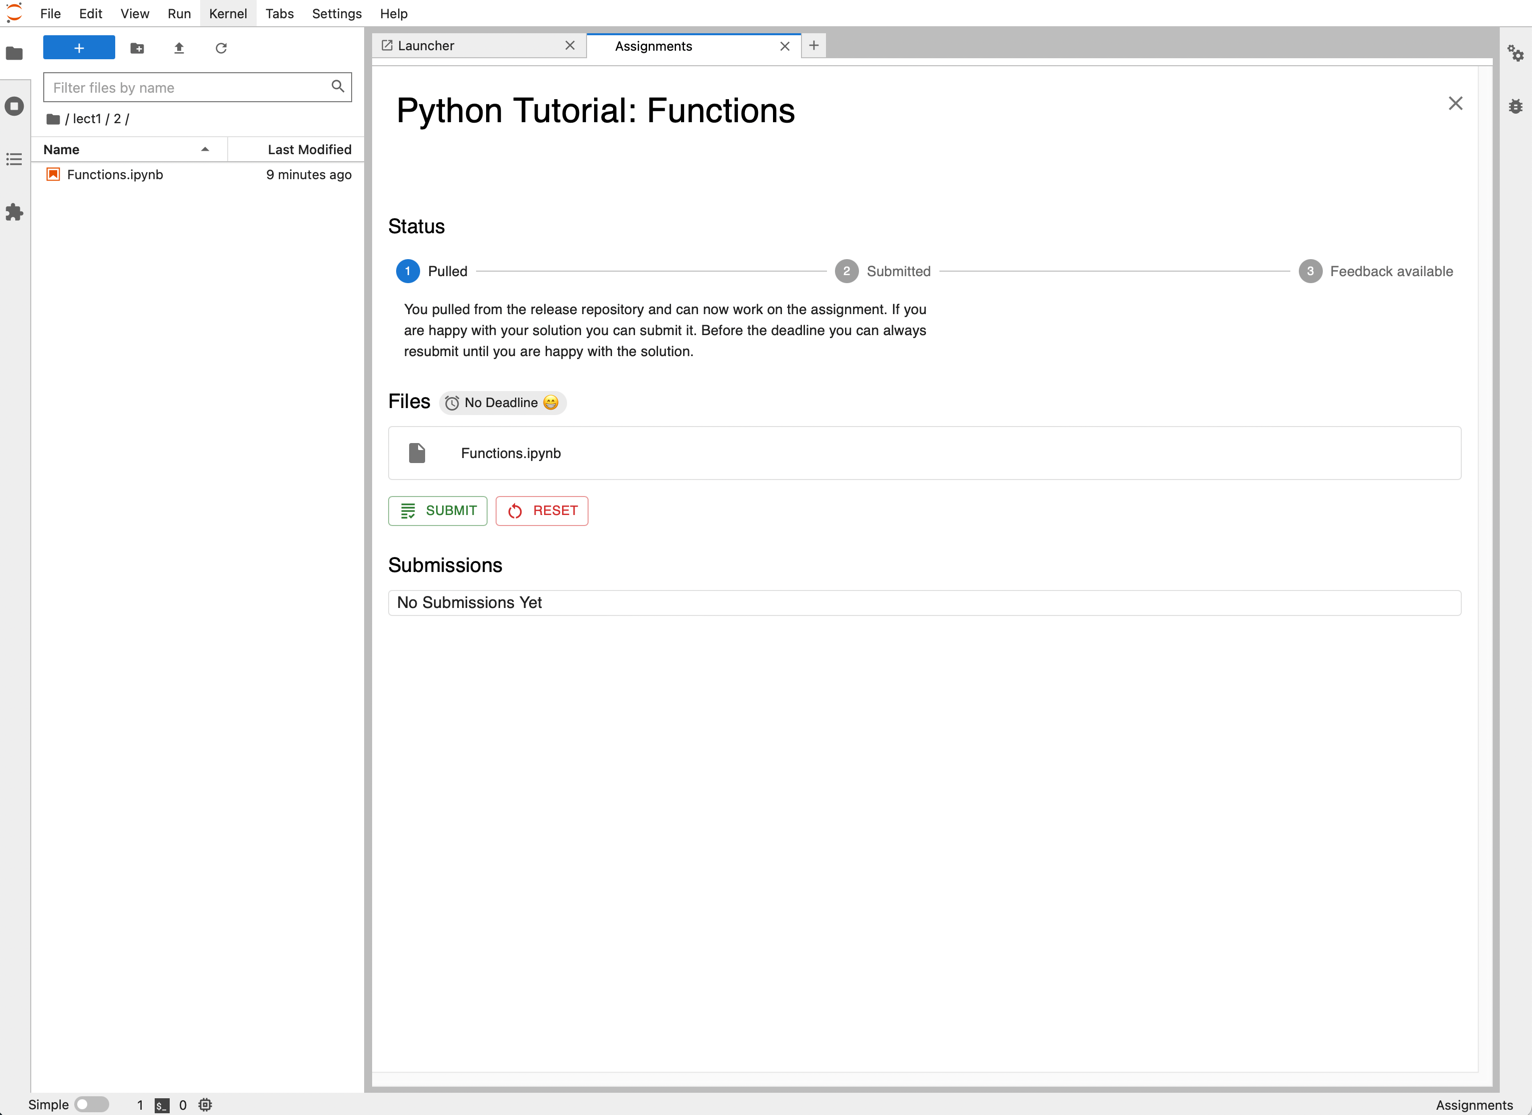 File Edit View Run Kernel Tabs Settings Help
+
Filter files by name
/ lect1 / 2 /
Name Last Modified
Functions.ipynb 9 minutes ago
Launcher Assignments +
Python Tutorial: Functions
Status
1 Pulled 2 Submitted 3 Feedback available
You pulled from the release repository and can now work on the assignment. If you
are happy with your solution you can submit it. Before the deadline you can always
resubmit until you are happy with the solution.
Files No Deadline 😁
Functions.ipynb
SUBMIT RESET
Submissions
No Submissions Yet
Simple 1 $_ 0 Assignments